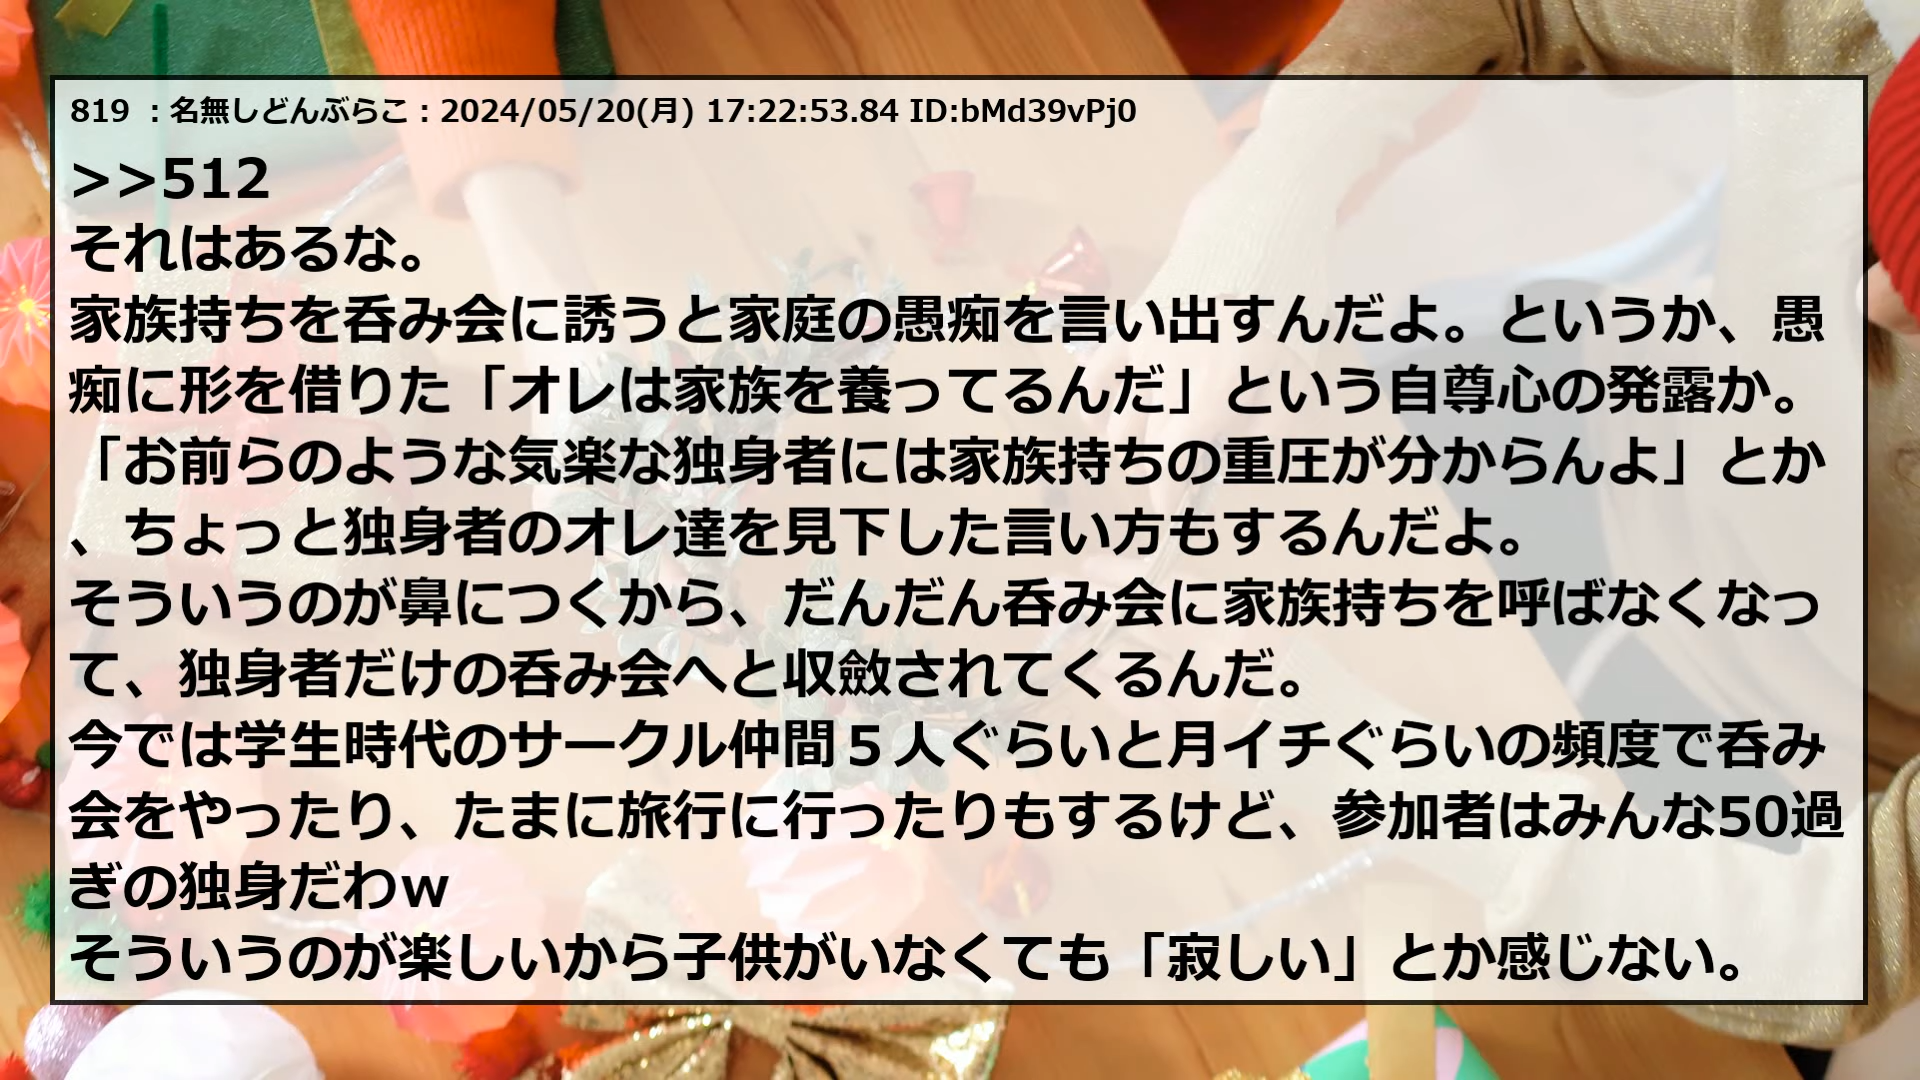 819 ：名無しどんぶらこ：2024/05/20(月) 17:22:53.84 ID:bMd39vPj0
>>512
それはあるな。
家族持ちを呑み会に誘うと家庭の愚痴を言い出すんだよ。というか、愚
痴に形を借りた「オレは家族を養ってるんだ」という自尊心の発露か。
「お前らのような気楽な独身者には家族持ちの重圧が分からんよ」とか
、ちょっと独身者のオレ達を見下した言い方もするんだよ。
そういうのが鼻につくから、だんだん呑み会に家族持ちを呼ばなくなっ
て、独身者だけの呑み会へと収斂されてくるんだ。
今では学生時代のサークル仲間５人ぐらいと月イチぐらいの頻度で呑み
会をやったり、たまに旅行に行ったりもするけど、参加者はみんな50過
ぎの独身だわw
そういうのが楽しいから子供がいなくても「寂しい」とか感じない。